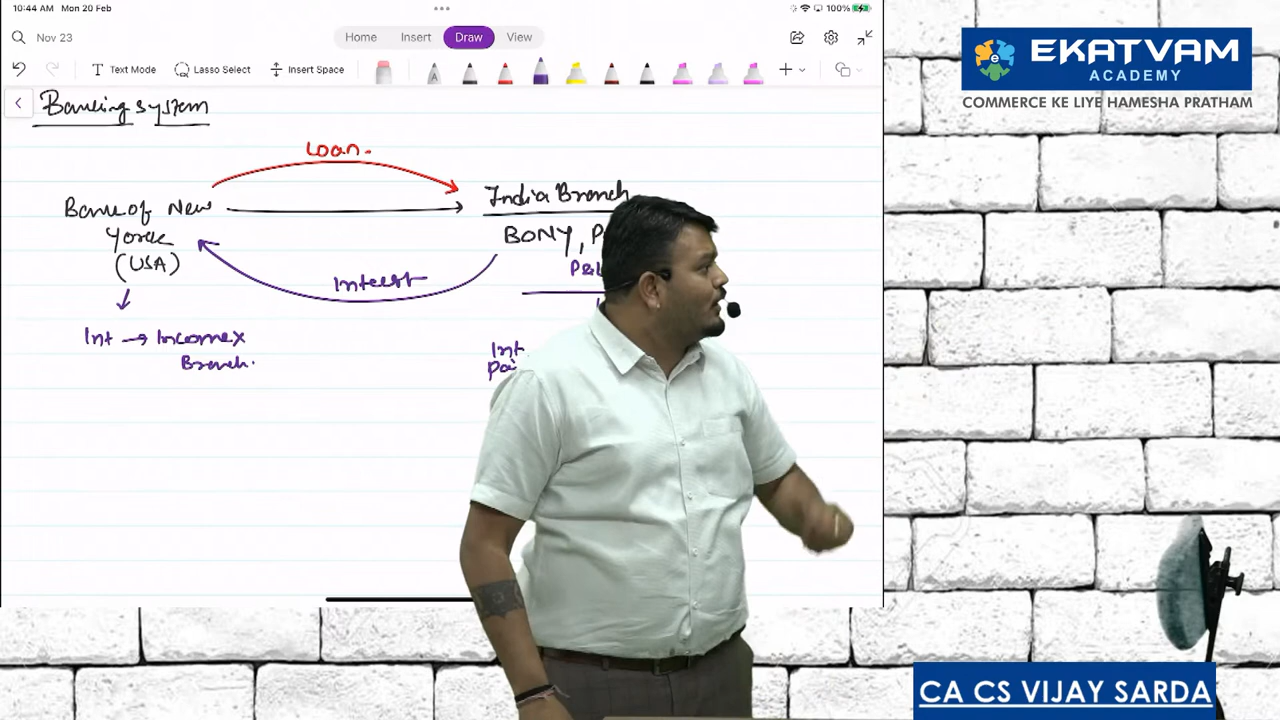 10:44 AM Mon 20 Feb
100%
Nov 23
Home Insert Draw View
Text Mode Lasso Select Insert Space
Banking system
Loan.
Bank of New
York
(USA)
India Branch
BONY, P
P&L
Interest
Int → Income x
Branch.
Int
Pai
EKATVAM
ACADEMY
COMMERCE KE LIYE HAMESHA PRATHAM
CA CS VIJAY SARDA